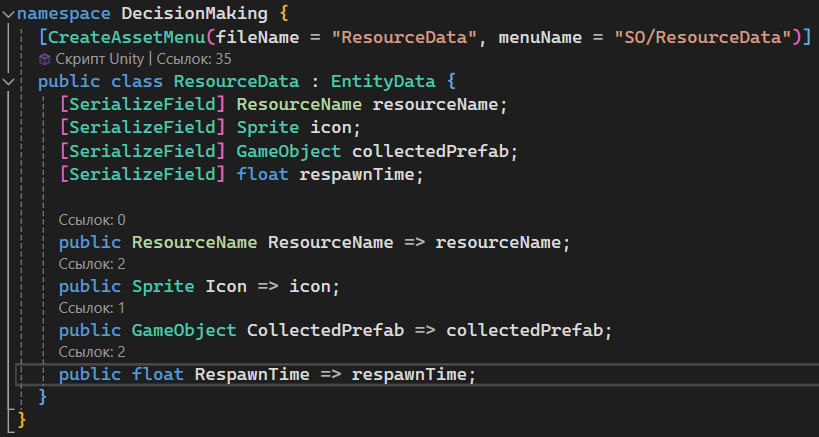 namespace DecisionMaking {
[CreateAssetMenu(fileName = "ResourceData", menuName = "SO/ResourceData")]
Скрипт Unity | Ссылок: 35
public class ResourceData : EntityData {
[SerializeField] ResourceName resourceName;
[SerializeField] Sprite icon;
[SerializeField] GameObject collectedPrefab;
[SerializeField] float respawnTime;
Ссылок: 0
public ResourceName ResourceName => resourceName;
Ссылок: 2
public Sprite Icon => icon;
Ссылок: 1
public GameObject CollectedPrefab => collectedPrefab;
Ссылок: 2
public float RespawnTime => respawnTime;
}
}